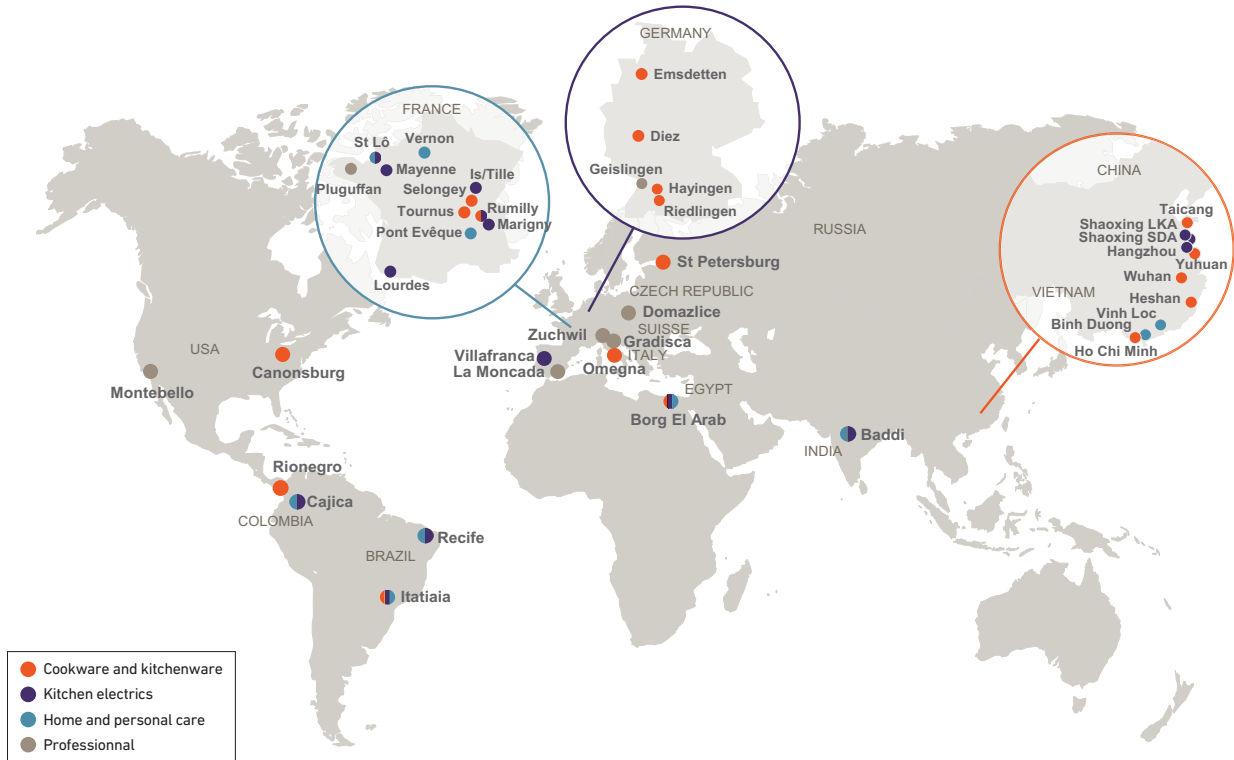 GERMANY
Emsdetten
Diez
Geislingen
Hayingen
Riedlingen
FRANCE
St Lô
Vernon
Mayenne
Is/Tille
Pluguffan
Selongey
Tournus
Rumilly
Marigny
Pont Evêque
Lourdes
CHINA
Taicang
Shaoxing LKA
Shaoxing SDA
Hangzhou
Yuhuan
Wuhan
Heshan
VIETNAM
Vinh Loc
Binh Duong
Ho Chi Minh
RUSSIA
St Petersburg
CZECH REPUBLIC
Domazlice
SUISSE
Zuchwil
Gradisca
ITALY
Omegna
Villafranca
La Moncada
USA
Canonsburg
Montebello
EGYPT
Borg El Arab
Baddi
INDIA
Rionegro
Cajica
COLOMBIA
Recife
BRAZIL
Itatiaia
Cookware and kitchenware
Kitchen electrics
Home and personal care
Professionnal